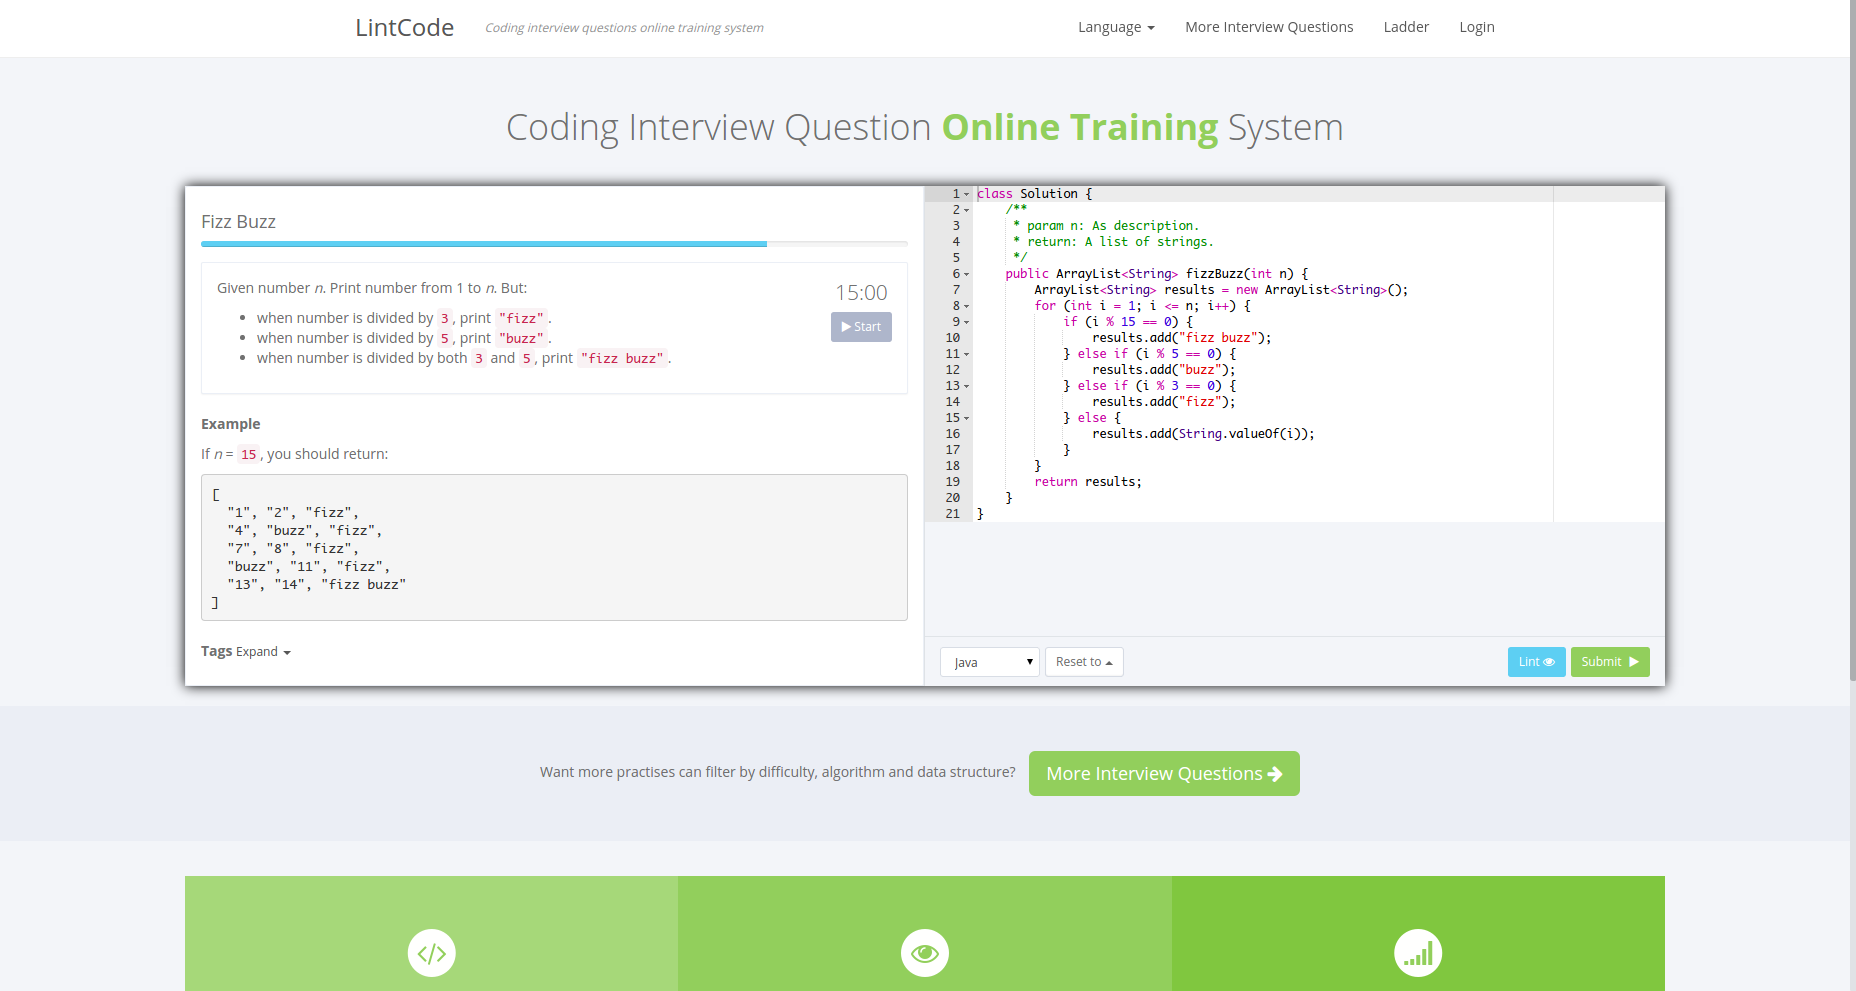 LintCode
Coding interview questions online training system
Language
More Interview Questions
Ladder
Login
Coding Interview Question Online Training System
Fizz Buzz
Given number n. Print number from 1 to n. But:
when number is divided by 3, print "fizz".
when number is divided by 5, print "buzz".
when number is divided by both 3 and 5, print "fizz buzz".
15:00
Start
Example
If n = 15, you should return:
[
"1", "2", "fizz",
"4", "buzz", "fizz",
"7", "8", "fizz",
"buzz", "11", "fizz",
"13", "14", "fizz buzz"
]
Tags Expand
1 class Solution {
2 /**
3 * param n: As description.
4 * return: A list of strings.
5 */
6 public ArrayList<String> fizzBuzz(int n) {
7 ArrayList<String> results = new ArrayList<String>();
8 for (int i = 1; i <= n; i++) {
9 if (i % 15 == 0) {
10 results.add("fizz buzz");
11 } else if (i % 5 == 0) {
12 results.add("buzz");
13 } else if (i % 3 == 0) {
14 results.add("fizz");
15 } else {
16 results.add(String.valueOf(i));
17 }
18 }
19 return results;
20 }
21 }
Java
Reset to
Lint
Submit
Want more practises can filter by difficulty, algorithm and data structure?
More Interview Questions